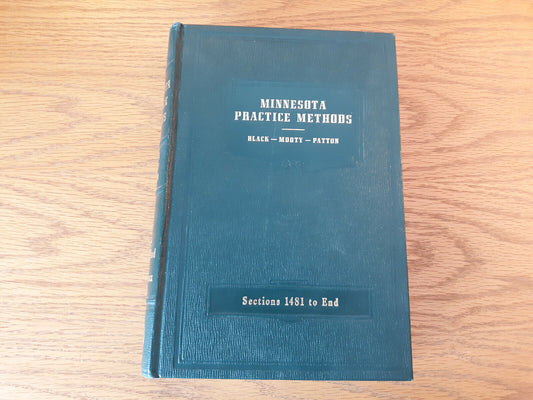 MINNESOTA
PRACTICE METHODS
BLACK — MOOTY — PATTON
Sections 1481 to End